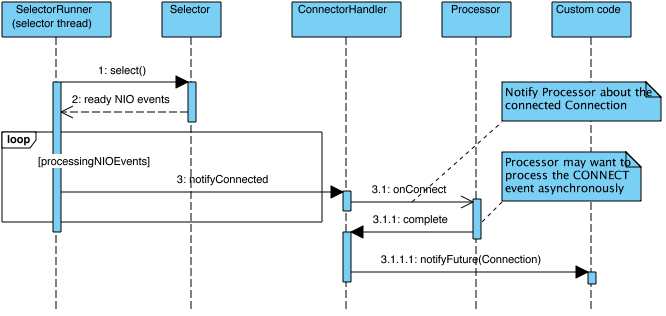 SelectorRunner
(selector thread)
Selector
ConnectorHandler
Processor
Custom code
1: select()
2: ready NIO events
Notify Processor about the
connected Connection
loop
[processingNIOEvents]
Processor may want to
process the CONNECT
event asynchronously
3: notifyConnected
3.1: onConnect
3.1.1: complete
3.1.1.1: notifyFuture(Connection)